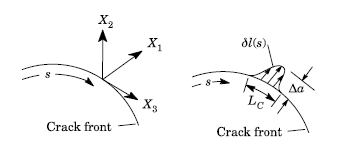 X2
X1
s
X3
Crack front
δl(s)
s
Δa
LC
Crack front